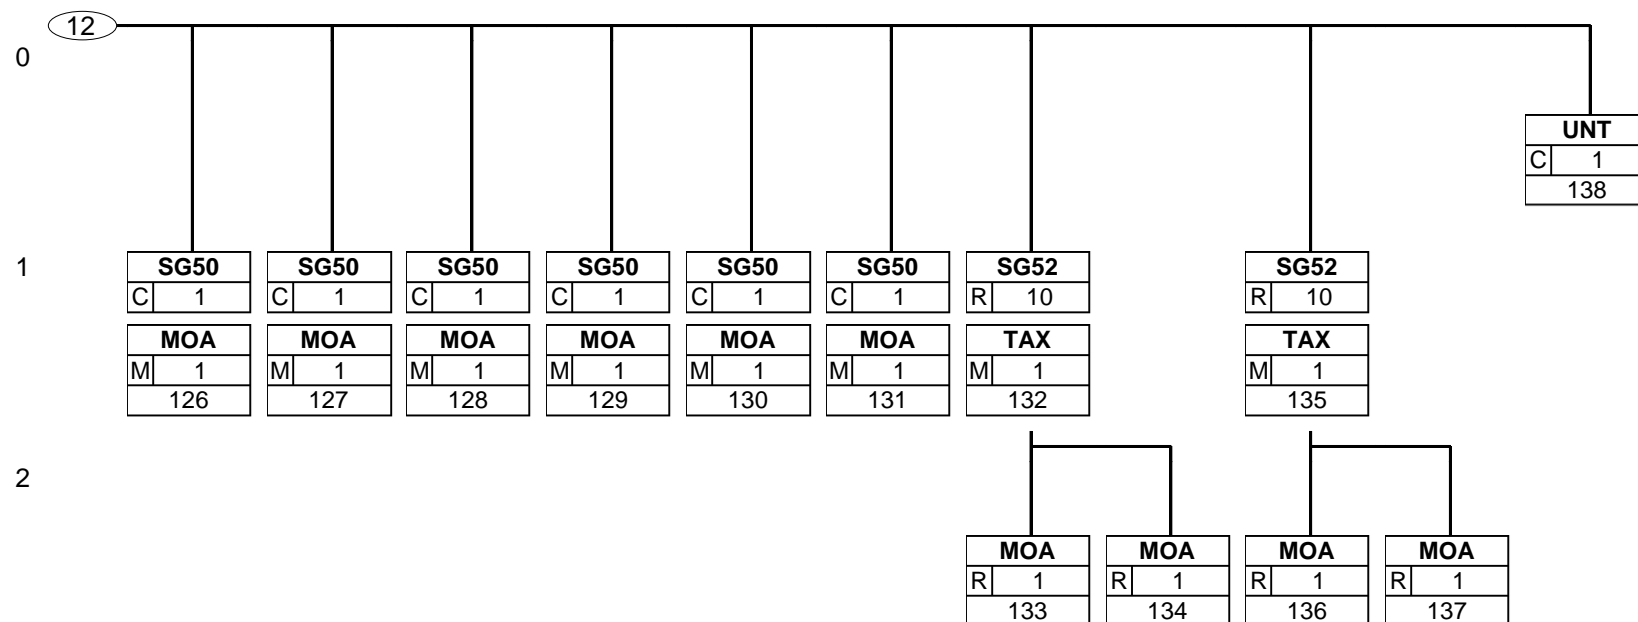 12
0
UNT
C 1
138
1
SG50 SG50 SG50 SG50 SG50 SG50 SG52 SG52
C 1 C 1 C 1 C 1 C 1 C 1 R 10 R 10
MOA MOA MOA MOA MOA MOA TAX TAX
M 1 M 1 M 1 M 1 M 1 M 1 M 1 M 1
126 127 128 129 130 131 132 135
2
MOA MOA MOA MOA
R 1 R 1 R 1 R 1
133 134 136 137